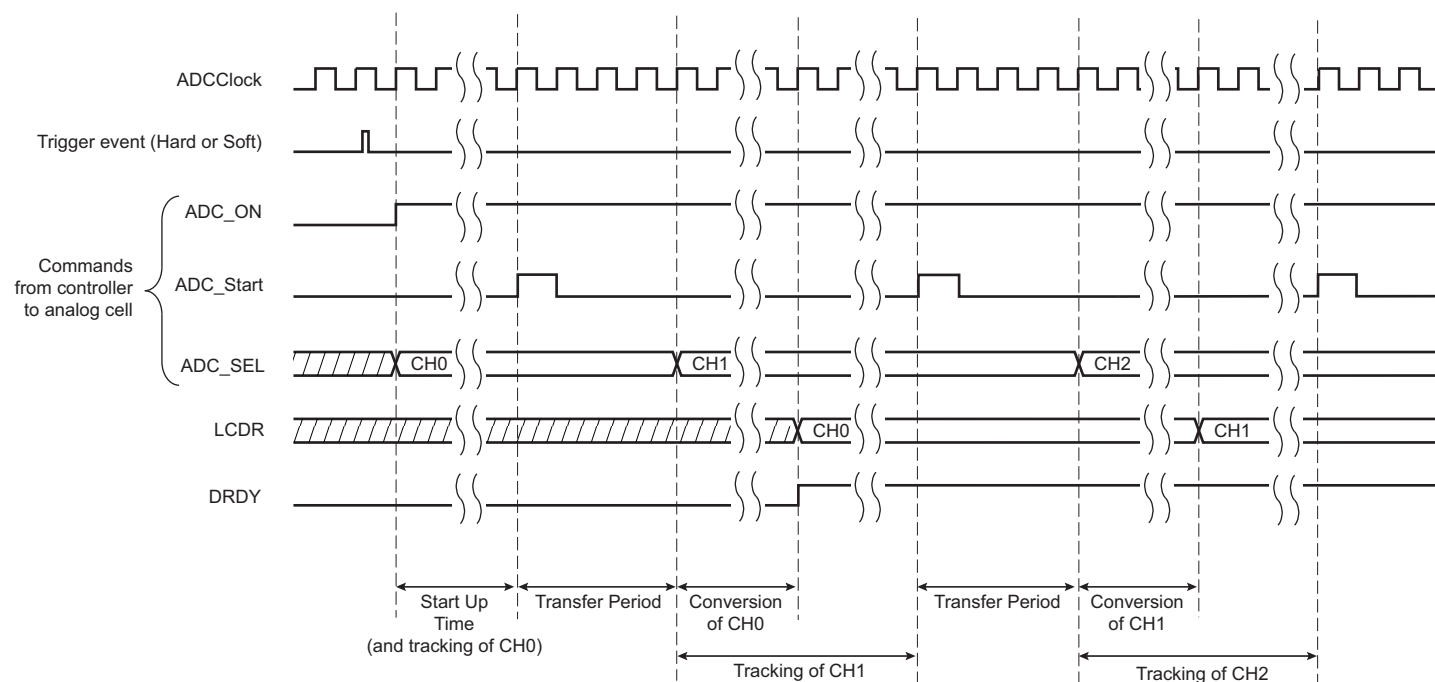 ADCClock
Trigger event (Hard or Soft)
ADC_ON
Commands
from controller
to analog cell
ADC_Start
ADC_SEL
CH0
CH1
CH2
LCDR
CH0
CH1
DRDY
Start Up
Time
(and tracking of CH0)
Transfer Period
Conversion
of CH0
Tracking of CH1
Transfer Period
Conversion
of CH1
Tracking of CH2